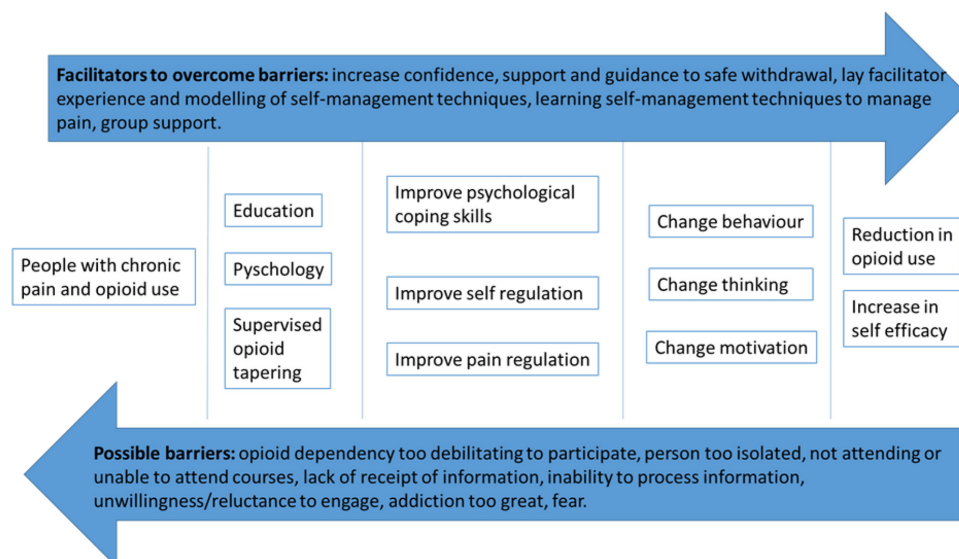 Facilitators to overcome barriers: increase confidence, support and guidance to safe withdrawal, lay facilitator
experience and modelling of self-management techniques, learning self-management techniques to manage
pain, group support.
People with chronic
pain and opioid use
Education
Pyschology
Supervised
opioid
tapering
Improve psychological
coping skills
Improve self regulation
Improve pain regulation
Change behaviour
Change thinking
Change motivation
Reduction in
opioid use
Increase in
self efficacy
Possible barriers: opioid dependency too debilitating to participate, person too isolated, not attending or
unable to attend courses, lack of receipt of information, inability to process information,
unwillingness/reluctance to engage, addiction too great, fear.